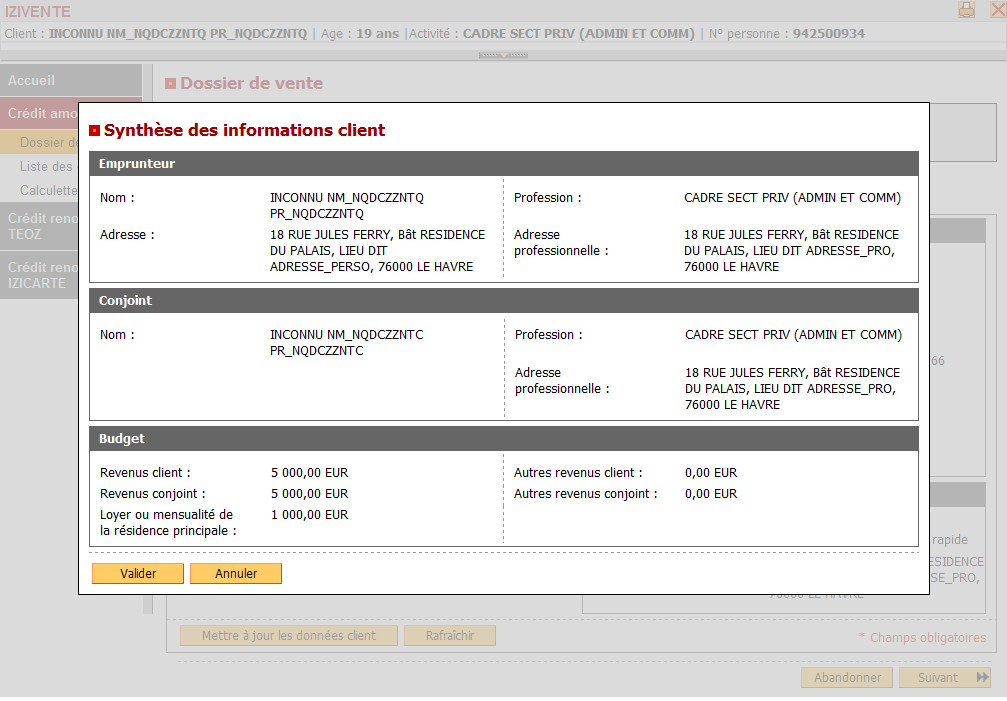 IZIVENTE
Client : INCONNU NM_NQDCZZNTQ PR_NQDCZZNTQ | Age : 19 ans |Activité : CADRE SECT PRIV (ADMIN ET COMM) | N° personne : 942500934
Accueil
Dossier de vente
Crédit amo
Dossier de
Liste des
Calculette
Crédit reno
TEOZ
Crédit reno
IZICARTE
Synthèse des informations client
Emprunteur
Nom : INCONNU NM_NQDCZZNTQ
PR_NQDCZZNTQ
Profession : CADRE SECT PRIV (ADMIN ET COMM)
Adresse : 18 RUE JULES FERRY, Bât RESIDENCE
DU PALAIS, LIEU DIT
ADRESSE_PERSO, 76000 LE HAVRE
Adresse
professionnelle :
18 RUE JULES FERRY, Bât RESIDENCE
DU PALAIS, LIEU DIT ADRESSE_PRO,
76000 LE HAVRE
Conjoint
Nom : INCONNU NM_NQDCZZNTC
PR_NQDCZZNTC
Profession : CADRE SECT PRIV (ADMIN ET COMM)
Adresse
professionnelle :
18 RUE JULES FERRY, Bât RESIDENCE
DU PALAIS, LIEU DIT ADRESSE_PRO,
76000 LE HAVRE
66
Budget
Revenus client : 5 000,00 EUR
Autres revenus client : 0,00 EUR
Revenus conjoint : 5 000,00 EUR
Autres revenus conjoint : 0,00 EUR
Loyer ou mensualité de
la résidence principale :
1 000,00 EUR
rapide
ESIDENCE
SE_PRO,
Valider
Annuler
76000 LE HAVRE
Mettre à jour les données client
Rafraîchir
* Champs obligatoires
Abandonner
Suivant